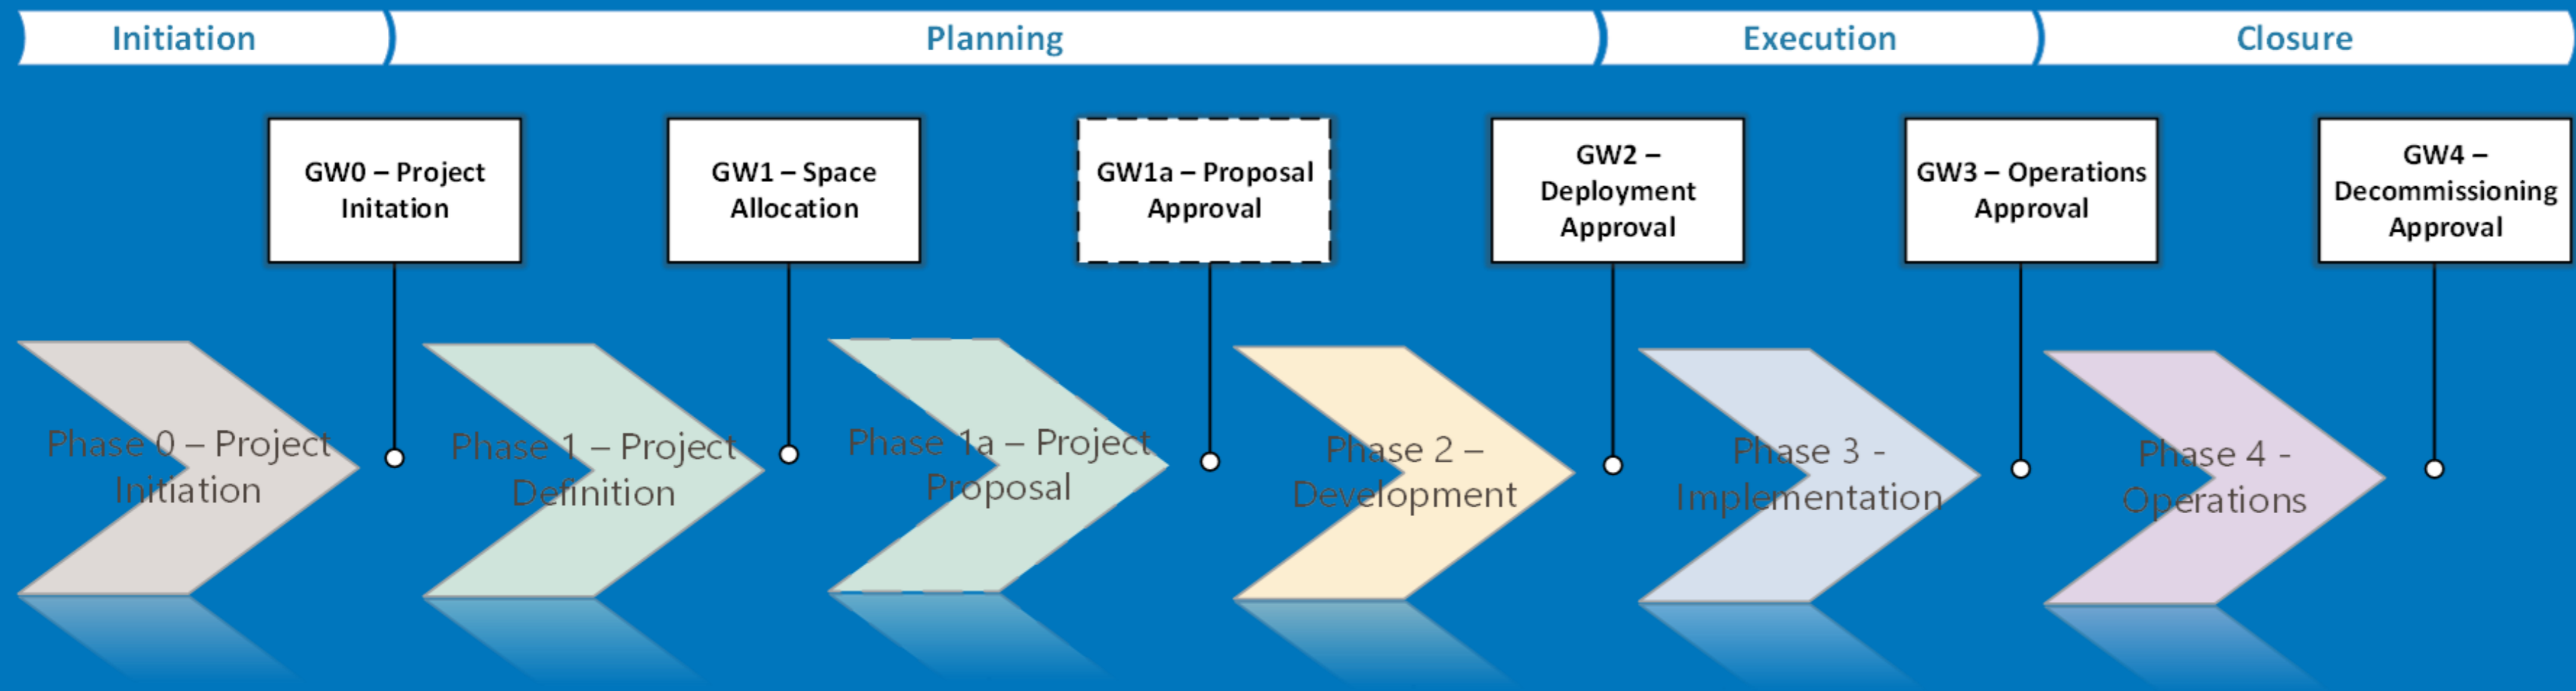 Initiation
Planning
Execution
Closure
GW0 – Project
Initation
GW1 – Space
Allocation
GW1a – Proposal
Approval
GW2 –
Deployment
Approval
GW3 – Operations
Approval
GW4 –
Decommissioning
Approval
Phase 0 – Project
Initiation
Phase 1 – Project
Definition
Phase 1a – Project
Proposal
Phase 2 –
Development
Phase 3 -
Implementation
Phase 4 -
Operations